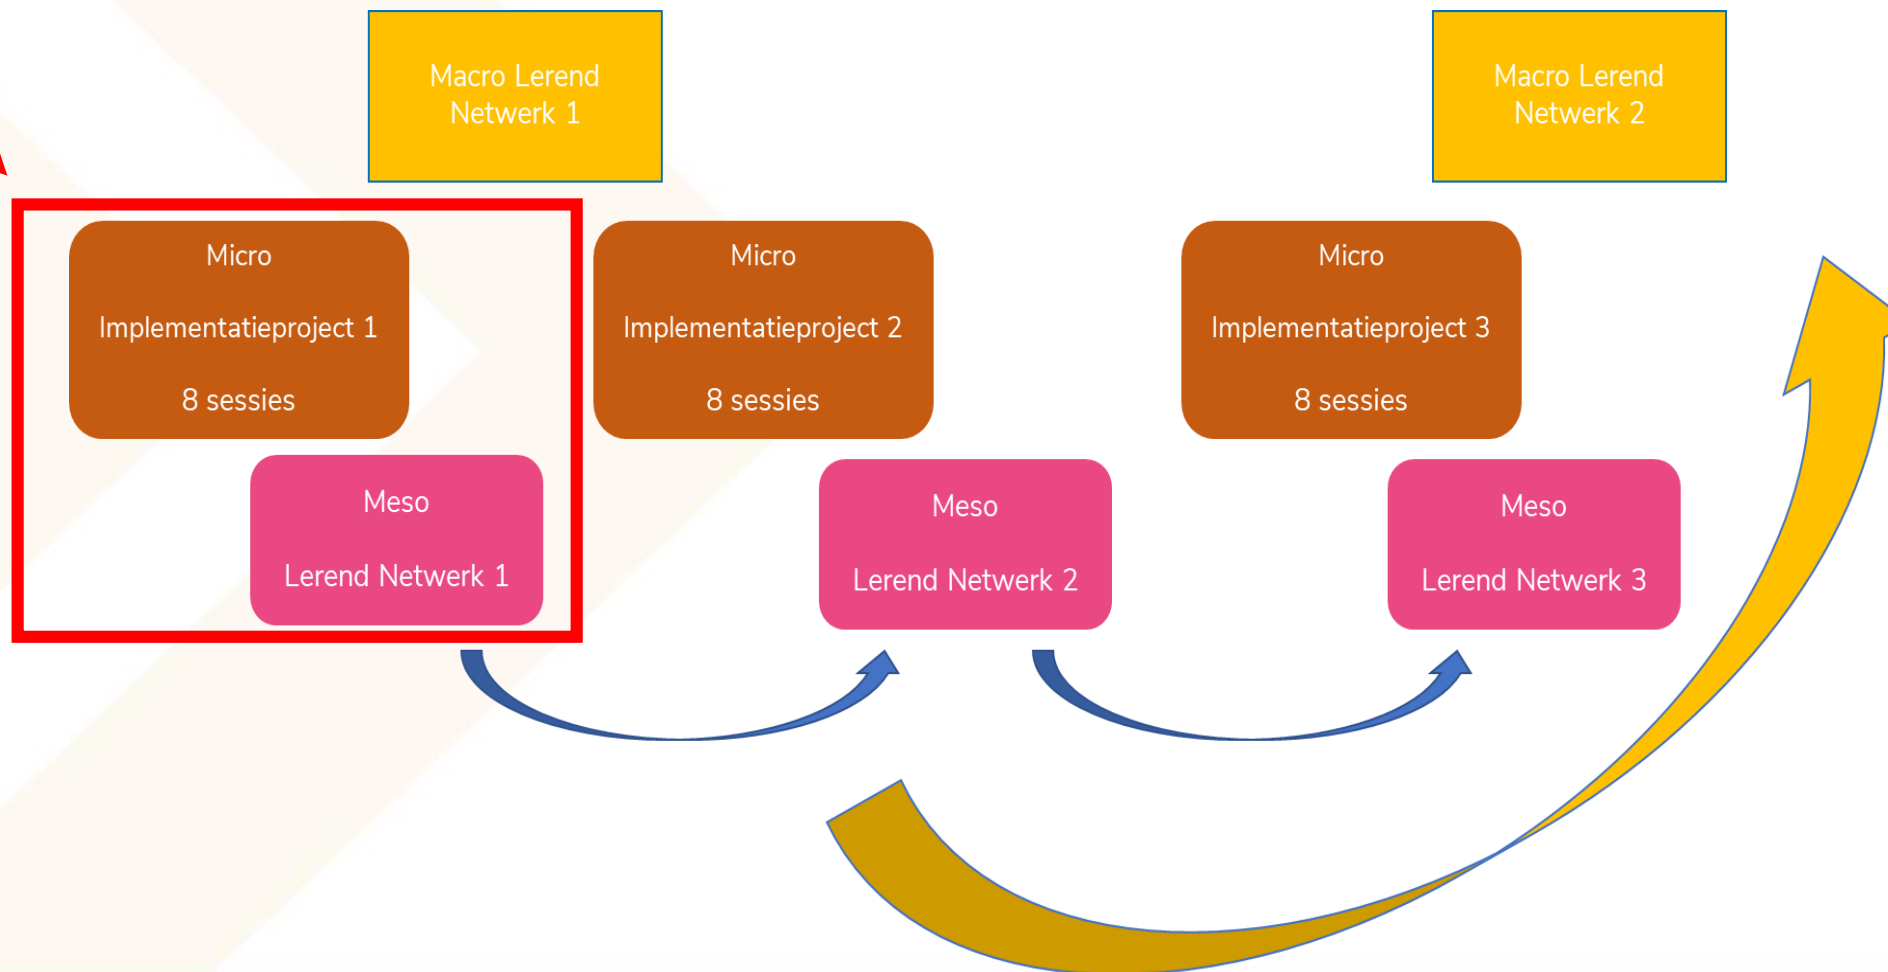 Macro Lerend
Netwerk 1
Macro Lerend
Netwerk 2
Micro
Implementatieproject 1
8 sessies
Micro
Implementatieproject 2
8 sessies
Micro
Implementatieproject 3
8 sessies
Meso
Lerend Netwerk 1
Meso
Lerend Netwerk 2
Meso
Lerend Netwerk 3